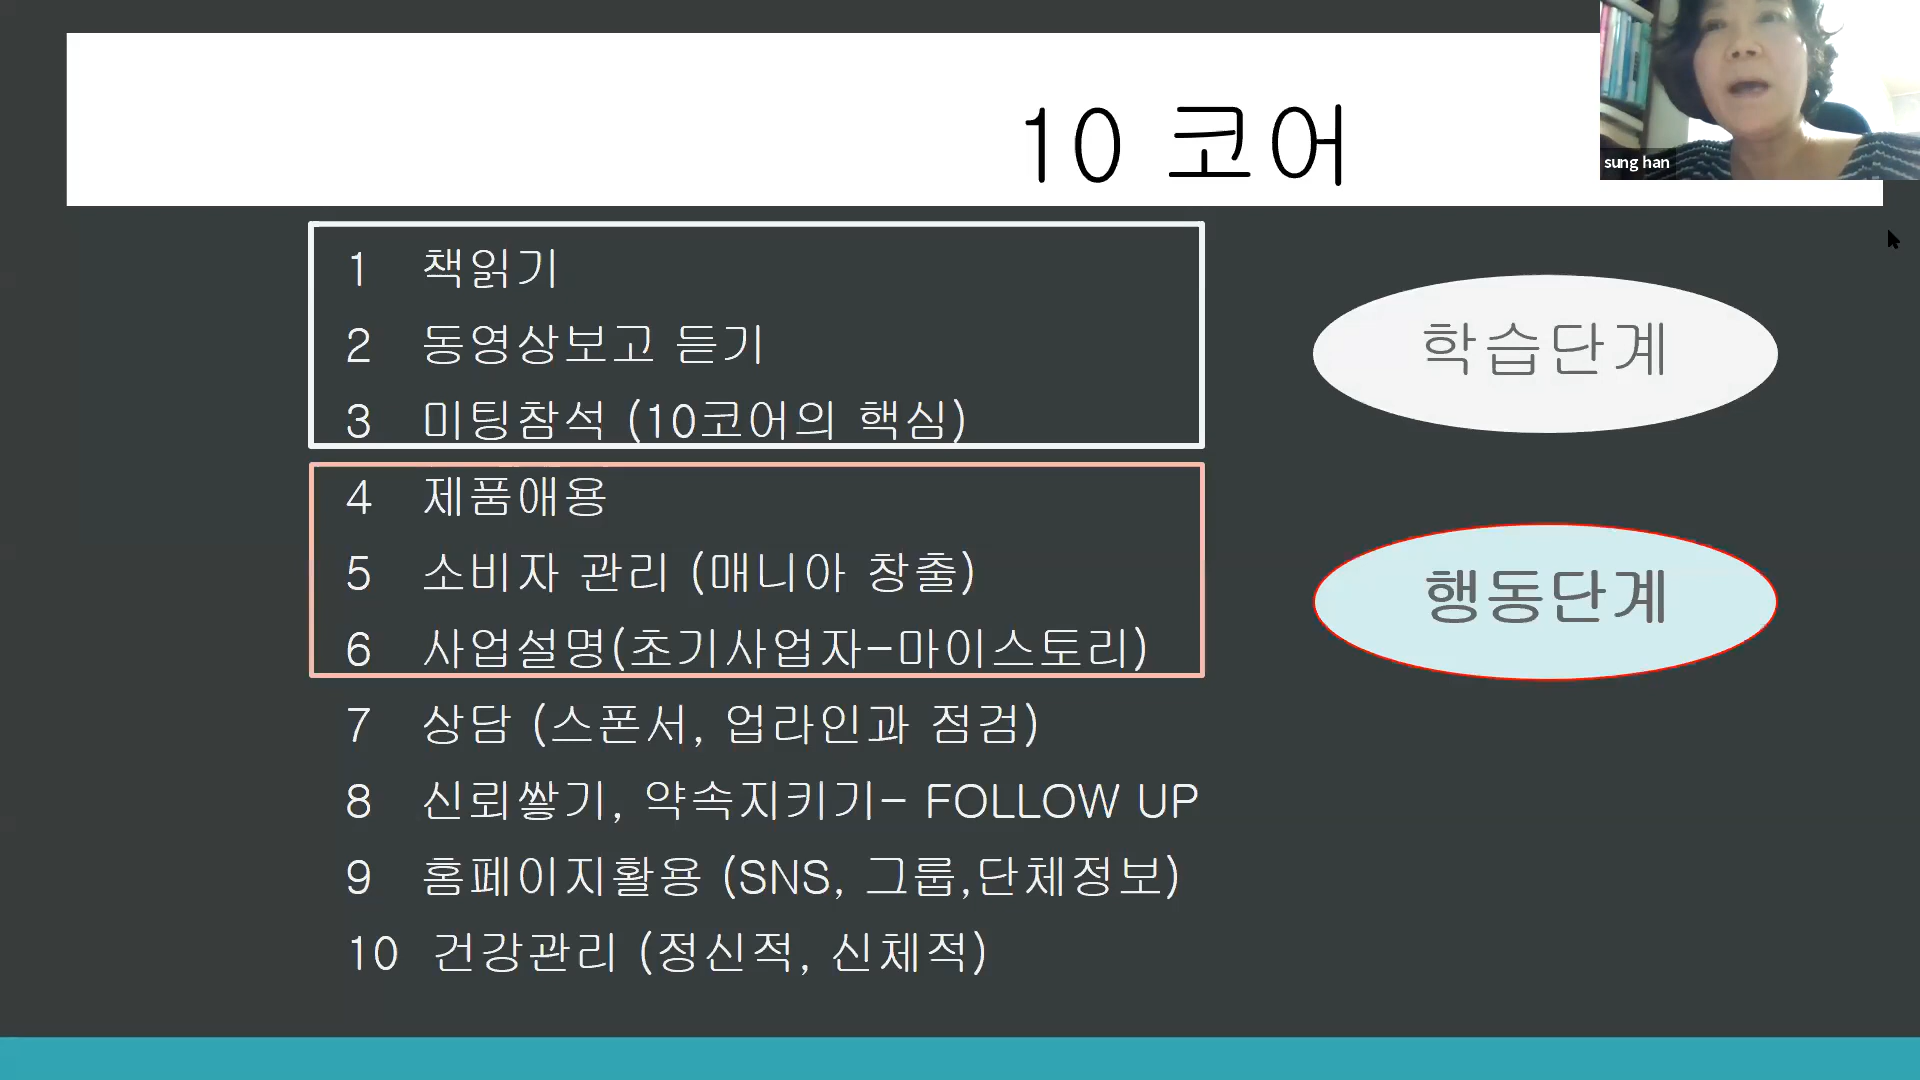 10 코어
sung han
1 책읽기
2 동영상보고 듣기
3 미팅참석 (10코어의 핵심)
학습단계
4 제품애용
5 소비자 관리 (매니아 창출)
6 사업설명(초기사업자-마이스토리)
행동단계
7 상담 (스폰서, 업라인과 점검)
8 신뢰쌓기, 약속지키기- FOLLOW UP
9 홈페이지활용 (SNS, 그룹,단체정보)
10 건강관리 (정신적, 신체적)